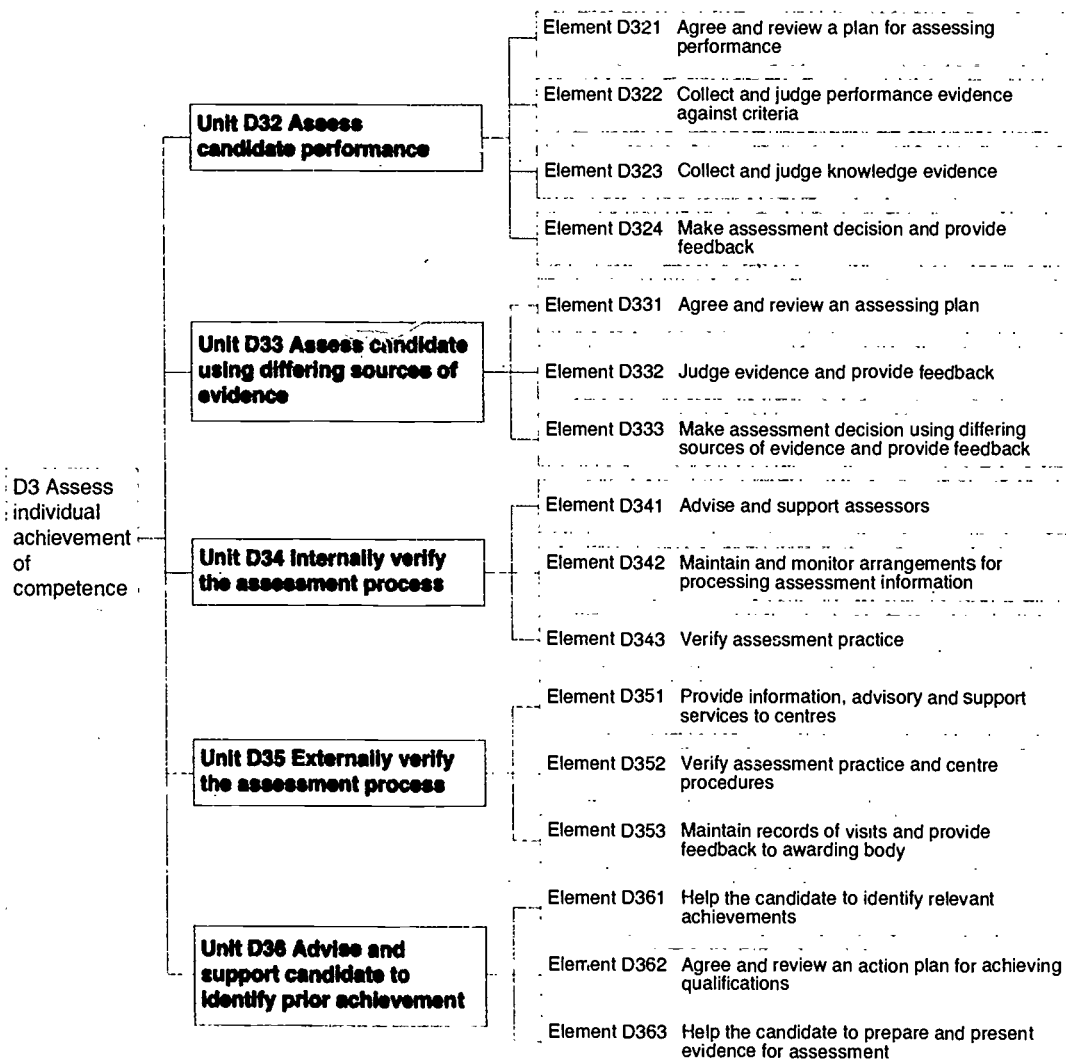 D3 Assess
individual
achievement
of
competence
Unit D32 Assess
candidate performance
Element D321 Agree and review a plan for assessing
performance
Element D322 Collect and judge performance evidence
against criteria
Element D323 Collect and judge knowledge evidence
Element D324 Make assessment decision and provide
feedback
Unit D33 Assess candidate
using differing sources of
evidence
Element D331 Agree and review an assessing plan
Element D332 Judge evidence and provide feedback
Element D333 Make assessment decision using differing
sources of evidence and provide feedback
Unit D34 Internally verify
the assessment process
Element D341 Advise and support assessors
Element D342 Maintain and monitor arrangements for
processing assessment information
Element D343 Verify assessment practice
Unit D35 Externally verify
the assessment process
Element D351 Provide information, advisory and support
services to centres
Element D352 Verify assessment practice and centre
procedures
Element D353 Maintain records of visits and provide
feedback to awarding body
Unit D36 Advise and
support candidate to
identify prior achievement
Element D361 Help the candidate to identify relevant
achievements
Element D362 Agree and review an action plan for achieving
qualifications
Element D363 Help the candidate to prepare and present
evidence for assessment